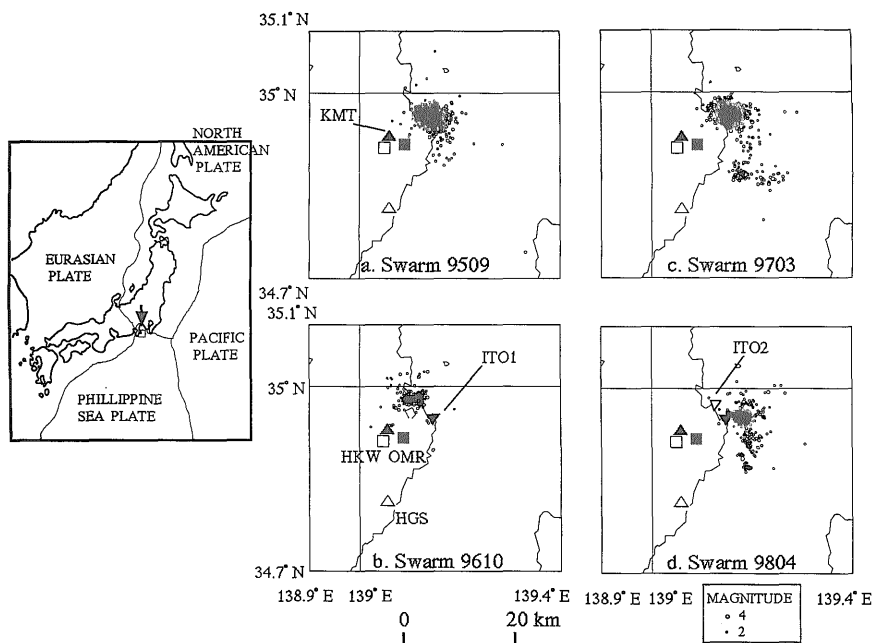 35.1° N
35° N
KMT
a. Swarm 9509
c. Swarm 9703
34.7° N
NORTH
AMERICAN
PLATE
EURASIAN
PLATE
PACIFIC
PLATE
PHILLIPPINE
SEA PLATE
35.1° N
ITO1
ITO2
35° N
HKW OMR
HGS
b. Swarm 9610
d. Swarm 9804
34.7° N
138.9° E 139° E 139.4° E
138.9° E 139° E 139.4° E
0 20 km
MAGNITUDE
4
2